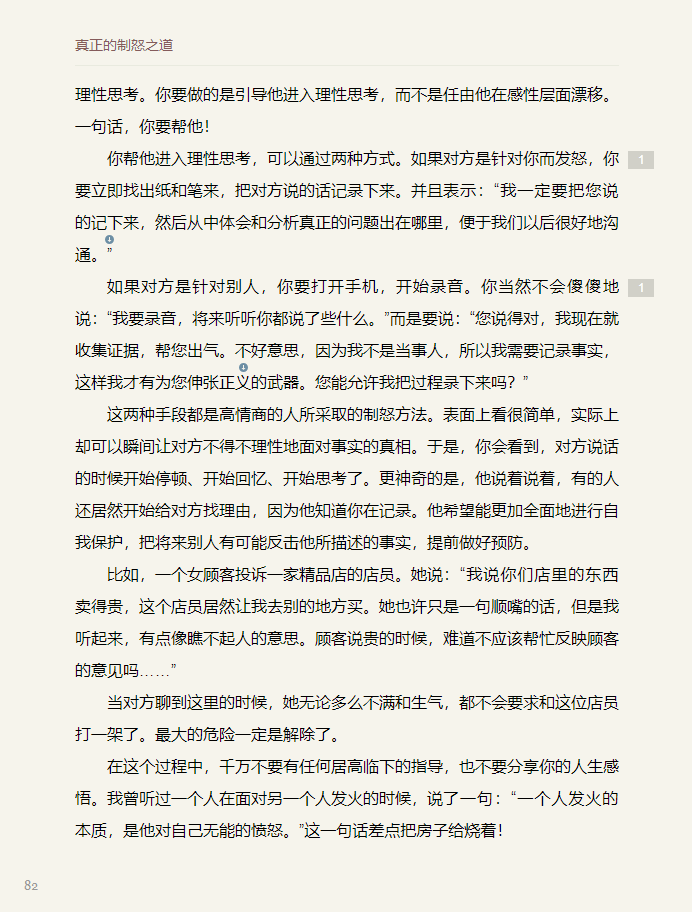 真正的制怒之道
理性思考。你要做的是引导他进入理性思考，而不是任由他在感性层面漂移。
一句话，你要帮他！
你帮他进入理性思考，可以通过两种方式。如果对方是针对你而发怒，你
1
要立即找出纸和笔来，把对方说的话记录下来。并且表示：“我一定要把您说
的记下来，然后从中体会和分析真正的问题出在哪里，便于我们以后很好地沟
通。”
如果对方是针对别人，你要打开手机，开始录音。你当然不会傻傻地
1
说：“我要录音，将来听听你都说了些什么。”而是要说：“您说得对，我现在就
收集证据，帮您出气。不好意思，因为我不是当事人，所以我需要记录事实，
这样我才有为您伸张正义的武器。您能允许我把过程录下来吗？”
这两种手段都是高情商的人所采取的制怒方法。表面上看很简单，实际上
却可以瞬间让对方不得不理性地面对事实的真相。于是，你会看到，对方说话
的时候开始停顿、开始回忆、开始思考了。更神奇的是，他说着说着，有的人
还居然开始给对方找理由，因为他知道你在记录。他希望能更加全面地进行自
我保护，把将来别人有可能反击他所描述的事实，提前做好预防。
比如，一个女顾客投诉一家精品店的店员。她说：“我说你们店里的东西
卖得贵，这个店员居然让我去别的地方买。她也许只是一句顺嘴的话，但是我
听起来，有点像瞧不起人的意思。顾客说贵的时候，难道不应该帮忙反映顾客
的意见吗……”
当对方聊到这里的时候，她无论多么不满和生气，都不会要求和这位店员
打一架了。最大的危险一定是解除了。
在这个过程中，千万不要有任何居高临下的指导，也不要分享你的人生感
悟。我曾听过一个人在面对另一个人发火的时候，说了一句：“一个人发火的
本质，是他对自己无能的愤怒。”这一句话差点把房子给烧着！
82